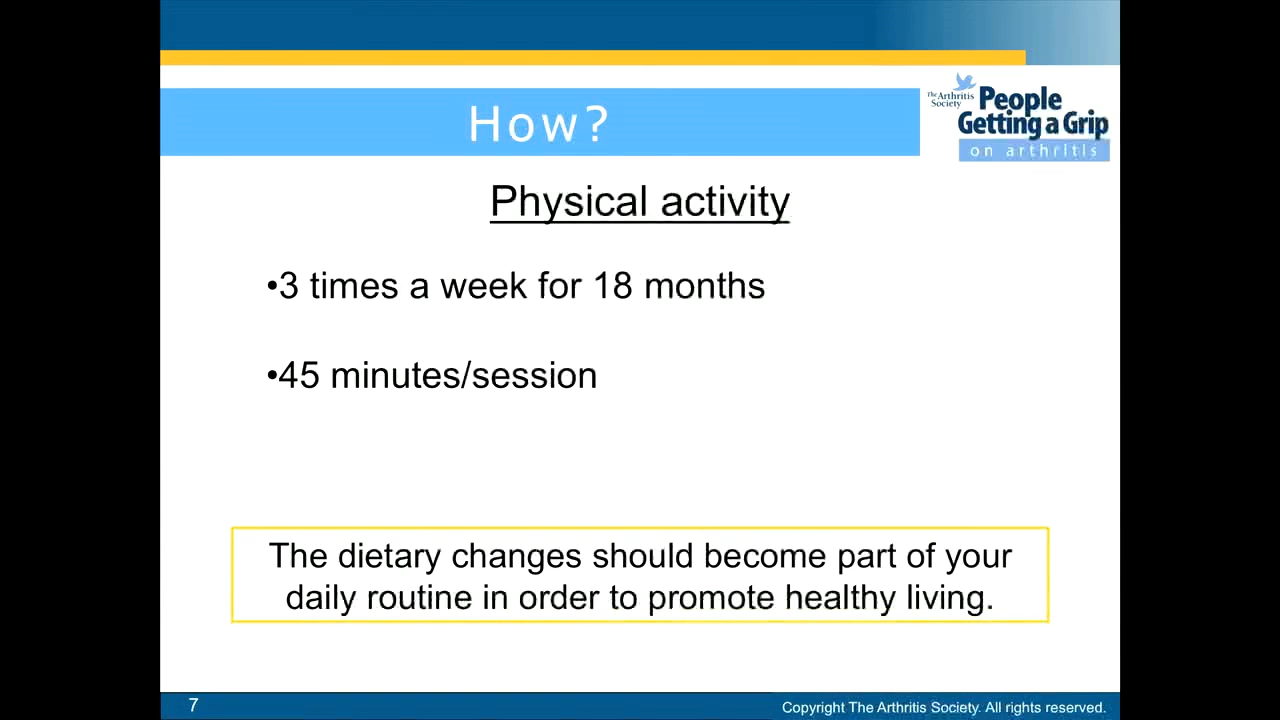 How?
The Arthritis
Society
People
Getting a Grip
on arthritis
Physical activity
•3 times a week for 18 months
•45 minutes/session
The dietary changes should become part of your
daily routine in order to promote healthy living.
7
Copyright The Arthritis Society. All rights reserved.